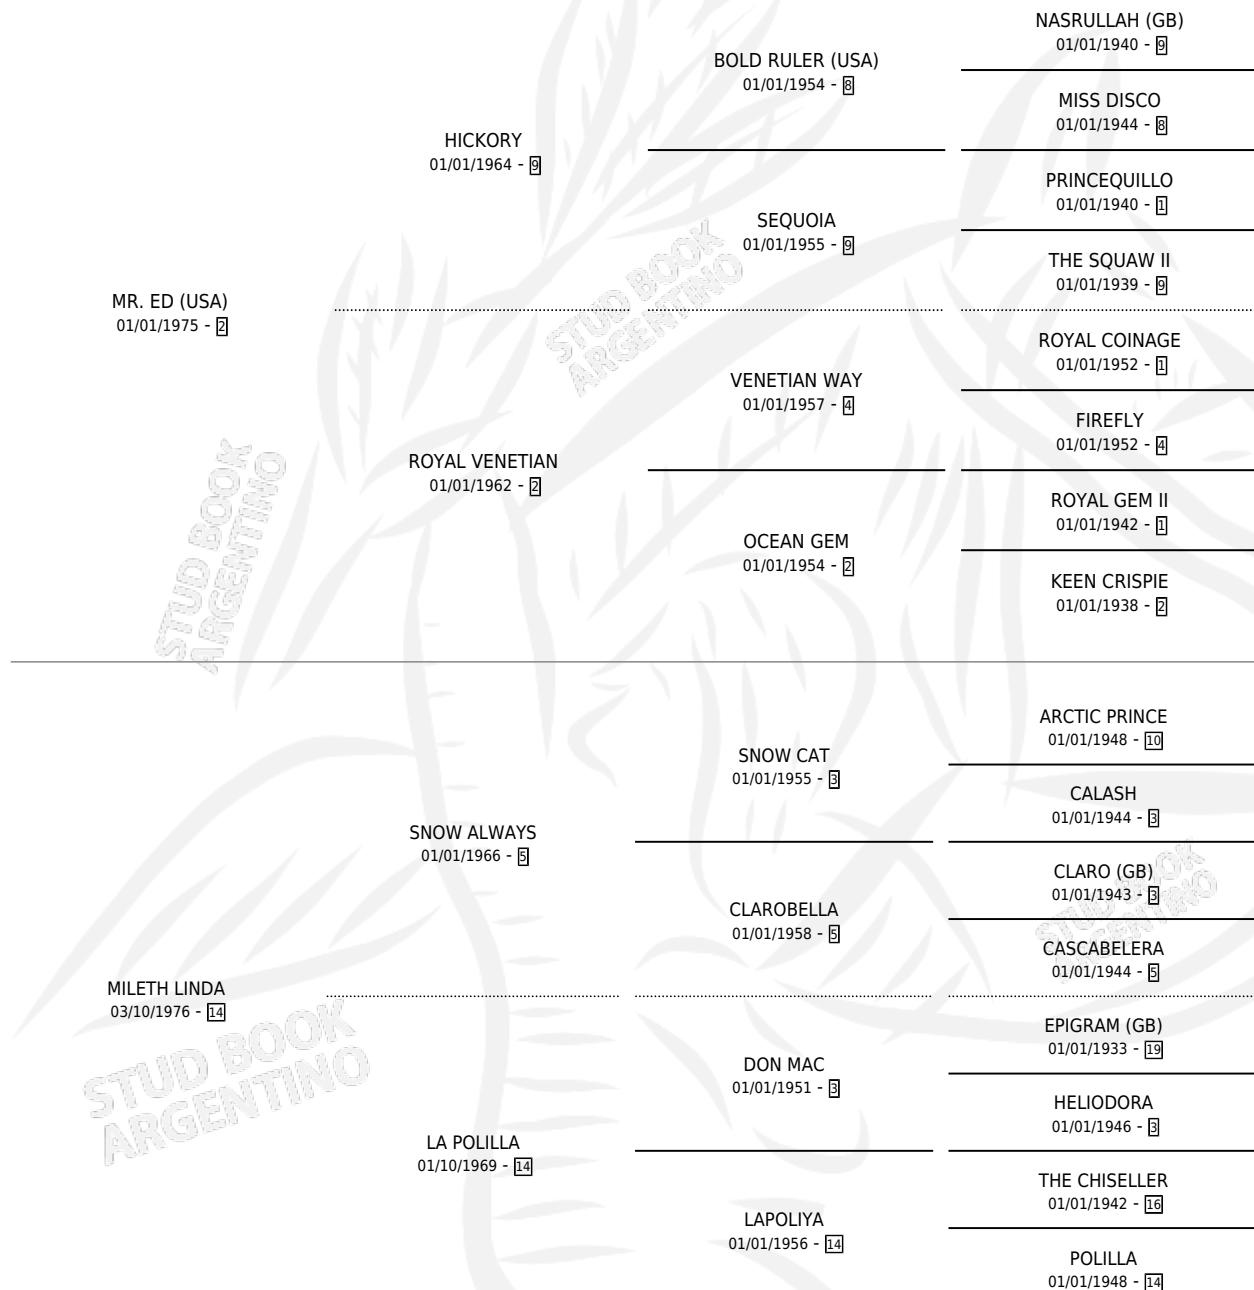 NASRULLAH (GB)
01/01/1940 - 9
BOLD RULER (USA)
01/01/1954 - 8
MISS DISCO
01/01/1944 - 8
HICKORY
01/01/1964 - 9
PRINCEQUILLO
01/01/1940 - 1
SEQUOIA
01/01/1955 - 9
THE SQUAW II
01/01/1939 - 9
MR. ED (USA)
01/01/1975 - 2
ROYAL COINAGE
01/01/1952 - 1
VENETIAN WAY
01/01/1957 - 4
FIREFLY
01/01/1952 - 4
ROYAL VENETIAN
01/01/1962 - 2
ROYAL GEM II
01/01/1942 - 1
OCEAN GEM
01/01/1954 - 2
KEEN CRISPIE
01/01/1938 - 2
STUD BOOK
ARGENTINO
STUD BOOK
ARGENTINO
ARCTIC PRINCE
01/01/1948 - 10
SNOW CAT
01/01/1955 - 3
CALASH
01/01/1944 - 3
SNOW ALWAYS
01/01/1966 - 5
CLARO (GB)
01/01/1943 - 3
CLAROBELLA
01/01/1958 - 5
CASCABELERA
01/01/1944 - 5
MILETH LINDA
03/10/1976 - 14
EPIGRAM (GB)
01/01/1933 - 19
DON MAC
01/01/1951 - 3
HELIODORA
01/01/1946 - 3
LA POLILLA
01/10/1969 - 14
THE CHISELLER
01/01/1942 - 16
LAPOLIYA
01/01/1956 - 14
POLILLA
01/01/1948 - 14
STUD BOOK
ARGENTINO
STUD BOOK
ARGENTINO